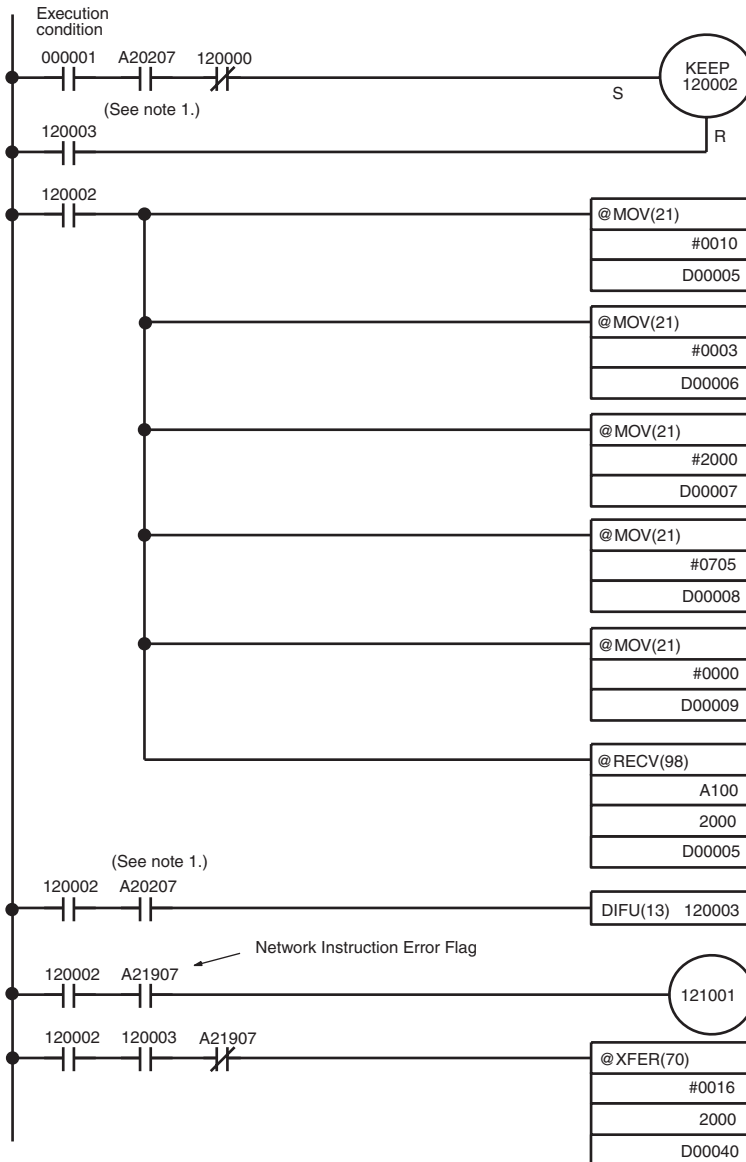 Execution
condition
000001 A20207 120000
KEEP
120002
S
(See note 1.)
R
120003
120002
@MOV(21)
#0010
D00005
@MOV(21)
#0003
D00006
@MOV(21)
#2000
D00007
@MOV(21)
#0705
D00008
@MOV(21)
#0000
D00009
@RECV(98)
A100
2000
D00005
(See note 1.)
120002 A20207
DIFU(13) 120003
Network Instruction Error Flag
120002 A21907
121001
120002 120003 A21907
@XFER(70)
#0016
2000
D00040